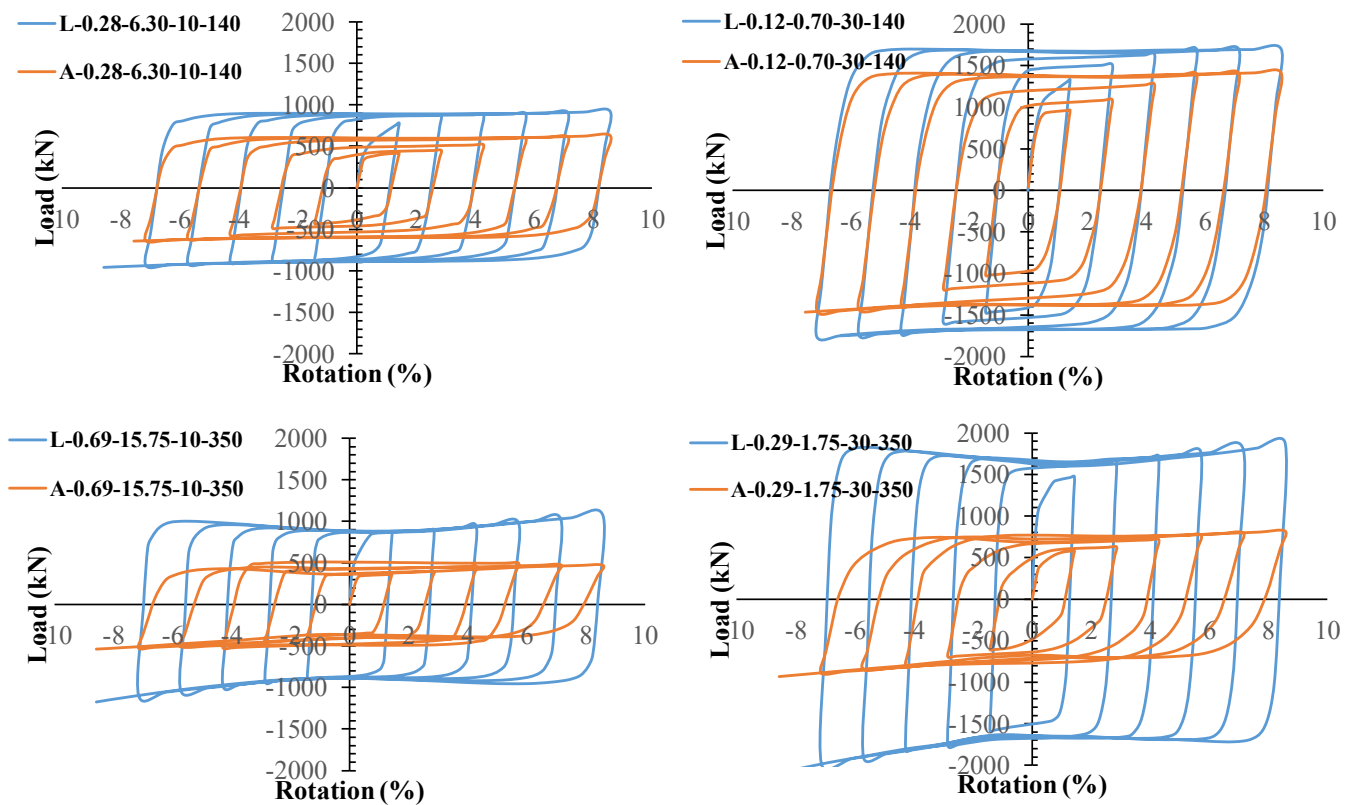 L-0.28-6.30-10-140
A-0.28-6.30-10-140
2000
1500
1000
500
0
-500
-1000
-1500
-2000
10 -8 -6 -4 -2 0 2 4 6 8 10
Load (kN)
Rotation (%)
L-0.12-0.70-30-140
A-0.12-0.70-30-140
2000
1500
1000
500
0
-500
-1000
-1500
-2000
10 -8 -6 -4 -2 0 2 4 6 8 10
Load (kN)
Rotation (%)
L-0.69-15.75-10-350
A-0.69-15.75-10-350
2000
1500
1000
500
0
-500
-1000
-1500
-2000
10 -8 -6 -4 -2 0 2 4 6 8 10
Load (kN)
Rotation (%)
L-0.29-1.75-30-350
A-0.29-1.75-30-350
2000
1500
1000
500
0
-500
-1000
-1500
-2000
10 -8 -6 -4 -2 0 2 4 6 8 10
Load (kN)
Rotation (%)